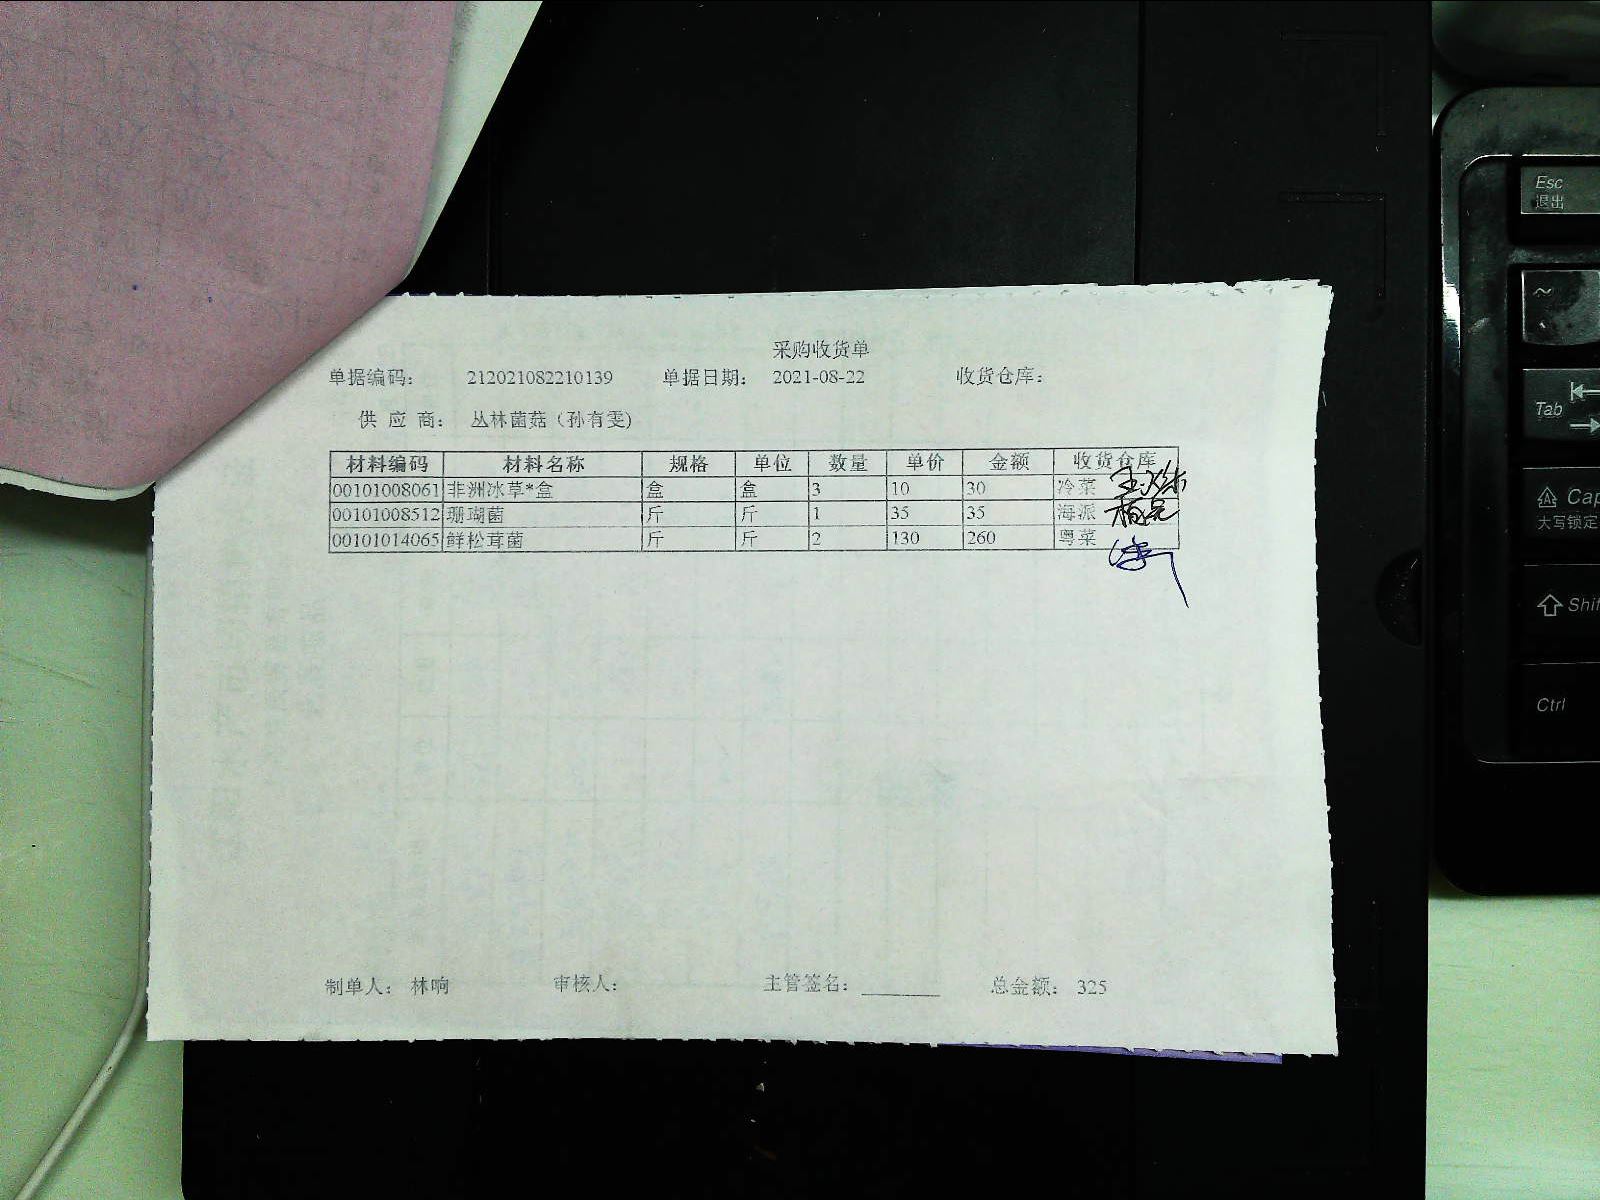 采购收货单
单据编码： 212021082210139 单据日期： 2021-08-22 收货仓库：
供 应 商： 丛林菌菇（孙有雯）
材料编码 材料名称 规格 单位 数量 单价 金额 收货仓库
00101008061 非洲冰草*盒 盒 盒 3 10 30 冷菜
00101008512 珊瑚菌 斤 斤 1 35 35 海派
00101014065 鲜松茸菌 斤 斤 2 130 260 粤菜
制单人： 林响 审核人： 主管签名： 总金额： 325
Esc
退出
~
Tab
Cap
大写锁定
Shif
Ctrl